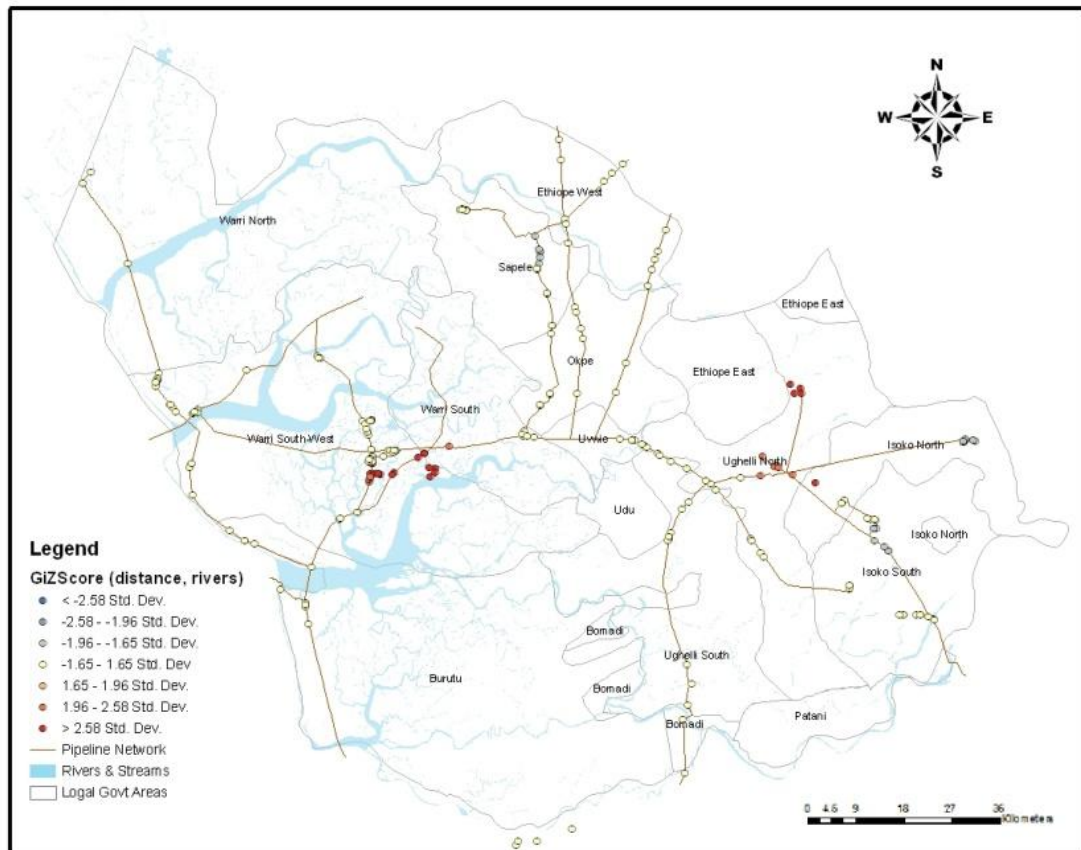 N
W E
S
Ethiope West
Warri North
Sapele
Ethiope East
Okpe
Ethiope East
Warri South
Warri South-West
Uvwie
Isoko North
Ughelli North
Udu
Isoko North
Isoko South
Bomadi
Ughelli South
Burutu
Bomadi
Patani
Bomadi
Legend
GiZScore (distance, rivers)
< -2.58 Std. Dev.
-2.58 - -1.96 Std. Dev.
-1.96 - -1.65 Std. Dev.
-1.65 - 1.65 Std. Dev
1.65 - 1.96 Std. Dev.
1.96 - 2.58 Std. Dev.
> 2.58 Std. Dev.
Pipeline Network
Rivers & Streams
Logal Govt Areas
0 4.5 9 18 27 36
Kilometers